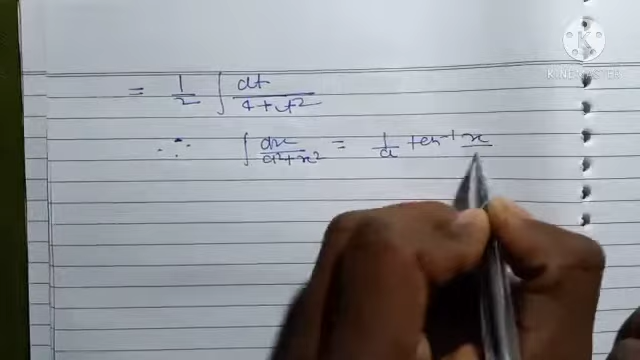 K
KINEMASTER
= 1/2 ∫ dt/(4+t²)
∴ ∫ dx/(a²+x²) = 1/a tan⁻¹ x/